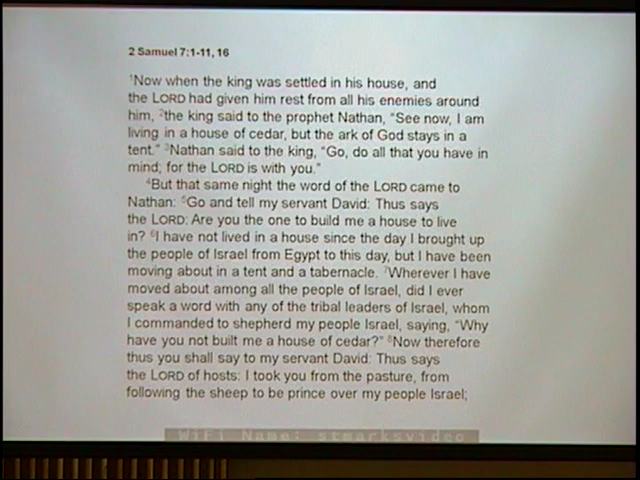 2 Samuel 7:1-11, 16
1Now when the king was settled in his house, and
the LORD had given him rest from all his enemies around
him, 2the king said to the prophet Nathan, “See now, I am
living in a house of cedar, but the ark of God stays in a
tent.” 3Nathan said to the king, “Go, do all that you have in
mind; for the LORD is with you.”
4But that same night the word of the LORD came to
Nathan: 5Go and tell my servant David: Thus says
the LORD: Are you the one to build me a house to live
in? 6I have not lived in a house since the day I brought up
the people of Israel from Egypt to this day, but I have been
moving about in a tent and a tabernacle. 7Wherever I have
moved about among all the people of Israel, did I ever
speak a word with any of the tribal leaders of Israel, whom
I commanded to shepherd my people Israel, saying, “Why
have you not built me a house of cedar?” 8Now therefore
thus you shall say to my servant David: Thus says
the LORD of hosts: I took you from the pasture, from
following the sheep to be prince over my people Israel;
WiFi Name: stmarksvideo